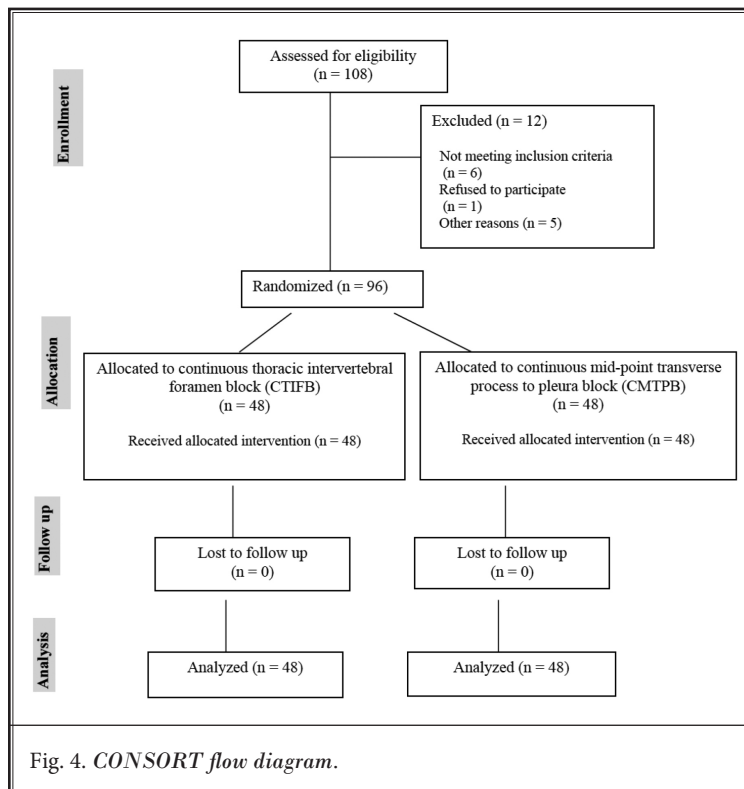 Enrollment
Assessed for eligibility
(n = 108)
Excluded (n = 12)
Not meeting inclusion criteria
(n = 6)
Refused to participate
(n = 1)
Other reasons (n = 5)
Randomized (n = 96)
Allocation
Allocated to continuous thoracic intervertebral
foramen block (CTIFB)
(n = 48)
Received allocated intervention (n = 48)
Allocated to continuous mid-point transverse
process to pleura block (CMTPB)
(n = 48)
Received allocated intervention (n = 48)
Follow up
Lost to follow up
(n = 0)
Lost to follow up
(n = 0)
Analysis
Analyzed (n = 48)
Analyzed (n = 48)
Fig. 4. CONSORT flow diagram.